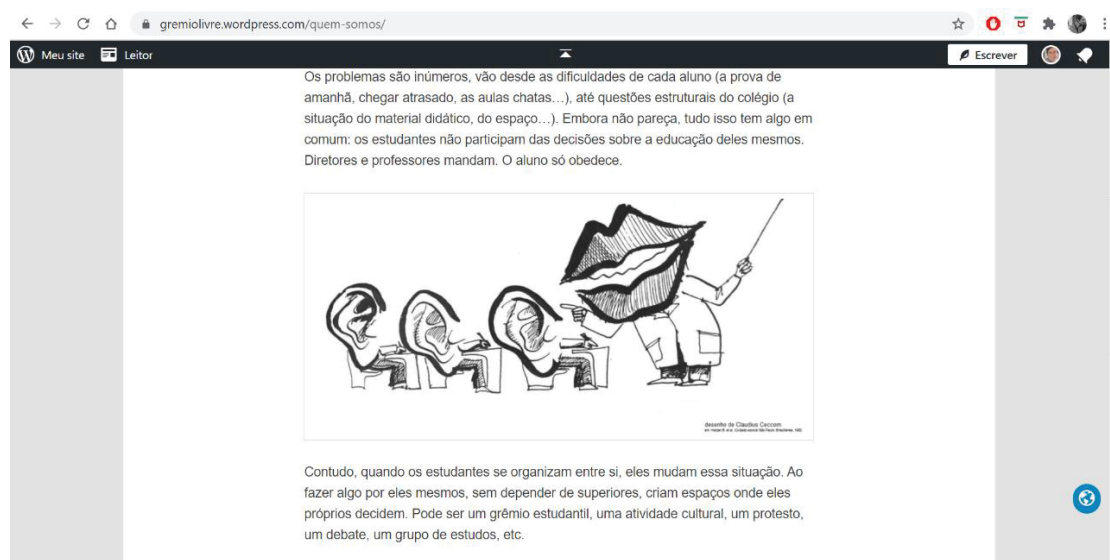 gremiolivre.wordpress.com/quem-somos/
Meu site Leitor Escrever
Os problemas são inúmeros, vão desde as dificuldades de cada aluno (a prova de
amanhã, chegar atrasado, as aulas chatas…), até questões estruturais do colégio (a
situação do material didático, do espaço…). Embora não pareça, tudo isso tem algo em
comum: os estudantes não participam das decisões sobre a educação deles mesmos.
Diretores e professores mandam. O aluno só obedece.
desenho de Claudius Ceccon
Contudo, quando os estudantes se organizam entre si, eles mudam essa situação. Ao
fazer algo por eles mesmos, sem depender de superiores, criam espaços onde eles
próprios decidem. Pode ser um grêmio estudantil, uma atividade cultural, um protesto,
um debate, um grupo de estudos, etc.